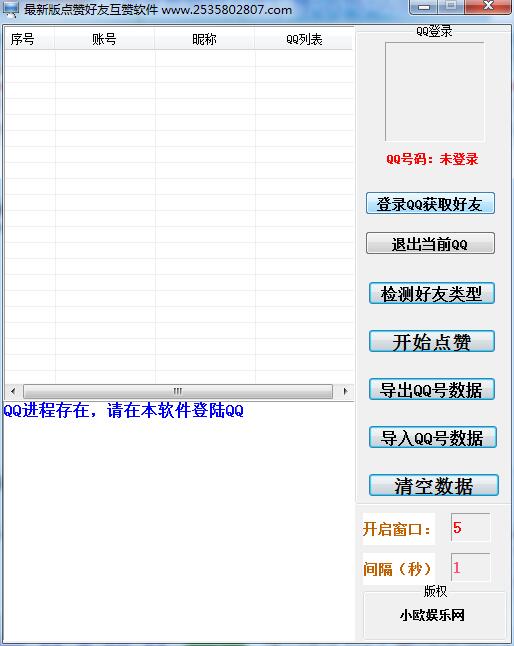 最新版点赞好友互赞软件 www.2535802807.com
序号 账号 昵称 QQ列表
QQ登录
QQ号码：未登录
登录QQ获取好友
退出当前QQ
检测好友类型
开始点赞
导出QQ号数据
导入QQ号数据
清空数据
QQ进程存在，请在本软件登陆QQ
开启窗口： 5
间隔（秒） 1
版权
小欧娱乐网